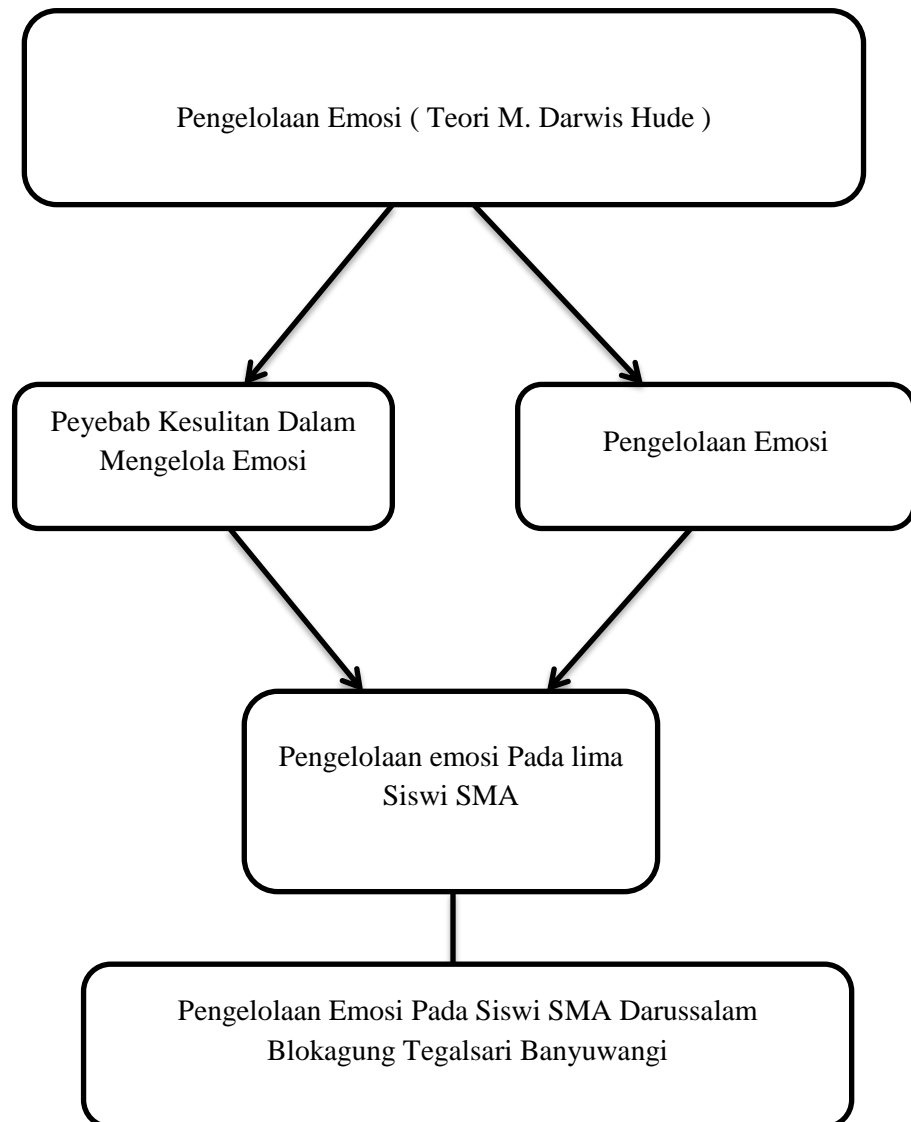 Pengelolaan Emosi ( Teori M. Darwis Hude )
Peyebab Kesulitan Dalam
Mengelola Emosi
Pengelolaan Emosi
Pengelolaan emosi Pada lima
Siswi SMA
Pengelolaan Emosi Pada Siswi SMA Darussalam
Blokagung Tegalsari Banyuwangi